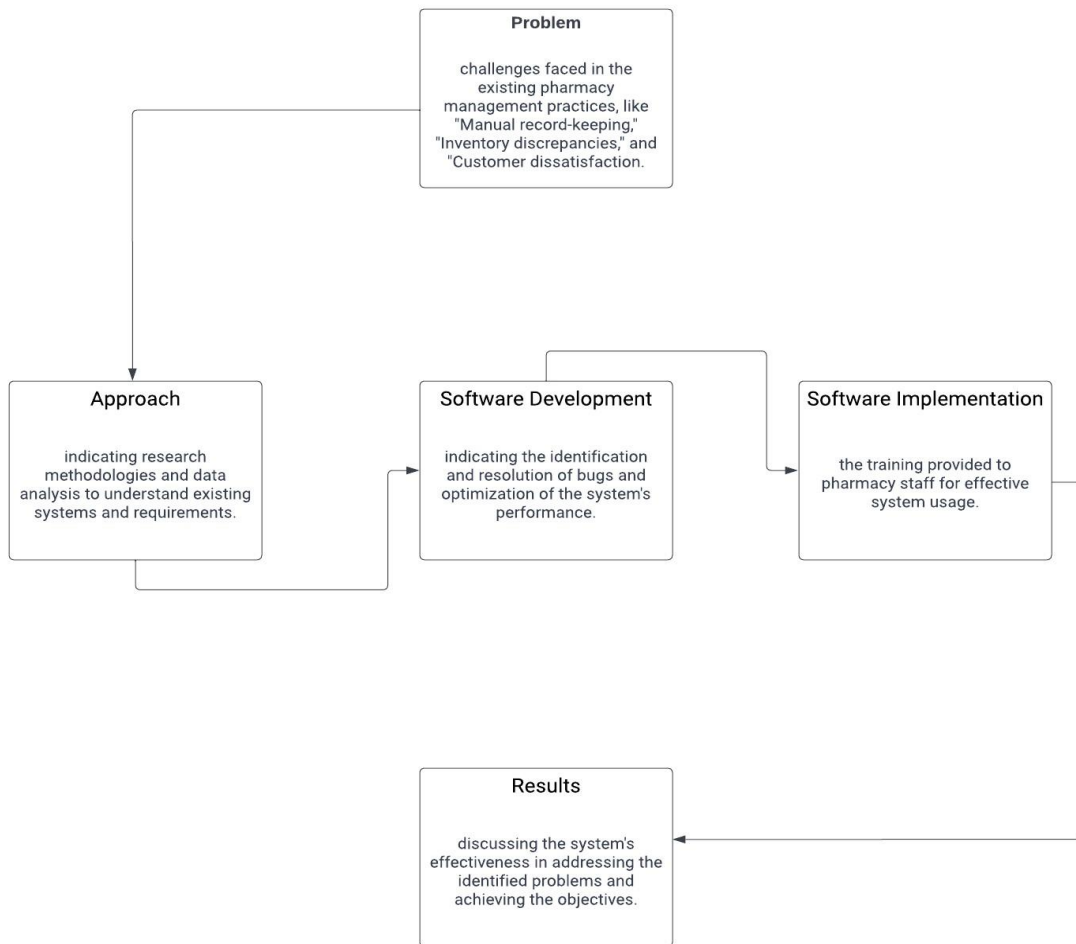 Problem
challenges faced in the
existing pharmacy
management practices, like
"Manual record-keeping,"
"Inventory discrepancies," and
"Customer dissatisfaction.
Approach
indicating research
methodologies and data
analysis to understand existing
systems and requirements.
Software Development
indicating the identification
and resolution of bugs and
optimization of the system's
performance.
Software Implementation
the training provided to
pharmacy staff for effective
system usage.
Results
discussing the system's
effectiveness in addressing the
identified problems and
achieving the objectives.